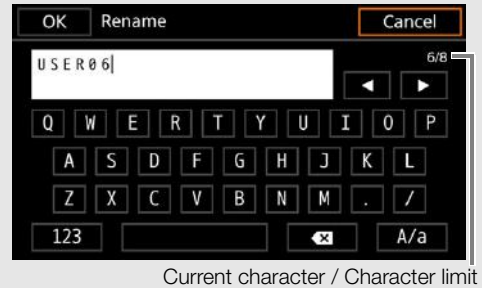 OK Rename Cancel
USER06
6/8
Q W E R T Y U I O P
A S D F G H J K L
Z X C V B N M . /
123 A/a
Current character / Character limit